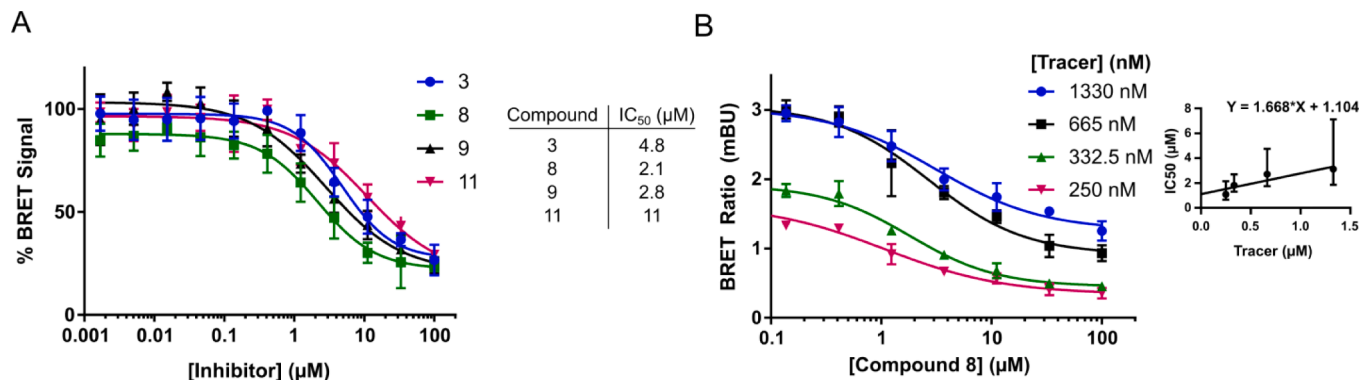 A
% BRET Signal
100
50
0
0.001
0.01
0.1
1
10
100
[Inhibitor] (μM)
3
8
9
11
Compound IC50 (μM)
3 4.8
8 2.1
9 2.8
11 11
B
BRET Ratio (mBU)
4
3
2
1
0
0.1
1
10
100
[Compound 8] (μM)
[Tracer] (nM)
1330 nM
665 nM
332.5 nM
250 nM
Y = 1.668*X + 1.104
IC50 (μM)
8
6
4
2
0
0.0
0.5
1.0
1.5
Tracer (μM)